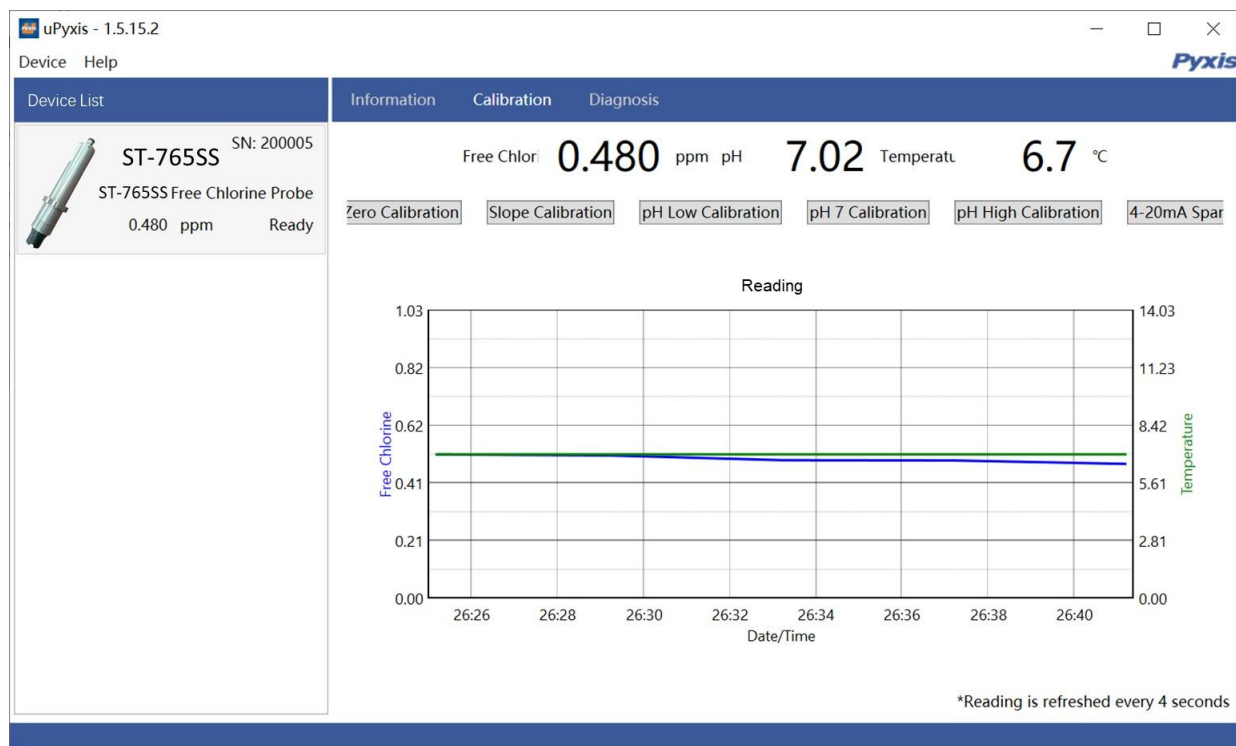 uPyxis - 1.5.15.2
Device Help
Pyxis
Device List
Information Calibration Diagnosis
ST-765SS SN: 200005
ST-765SS Free Chlorine Probe
0.480 ppm Ready
Free Chlori 0.480 ppm pH 7.02 Temperatu 6.7 °C
Zero Calibration Slope Calibration pH Low Calibration pH 7 Calibration pH High Calibration 4-20mA Spar
Reading
1.03 14.03
0.82 11.23
0.62 8.42
0.41 5.61
0.21 2.81
0.00 0.00
Free Chlorine
Temperature
26:26 26:28 26:30 26:32 26:34 26:36 26:38 26:40
Date/Time
*Reading is refreshed every 4 seconds